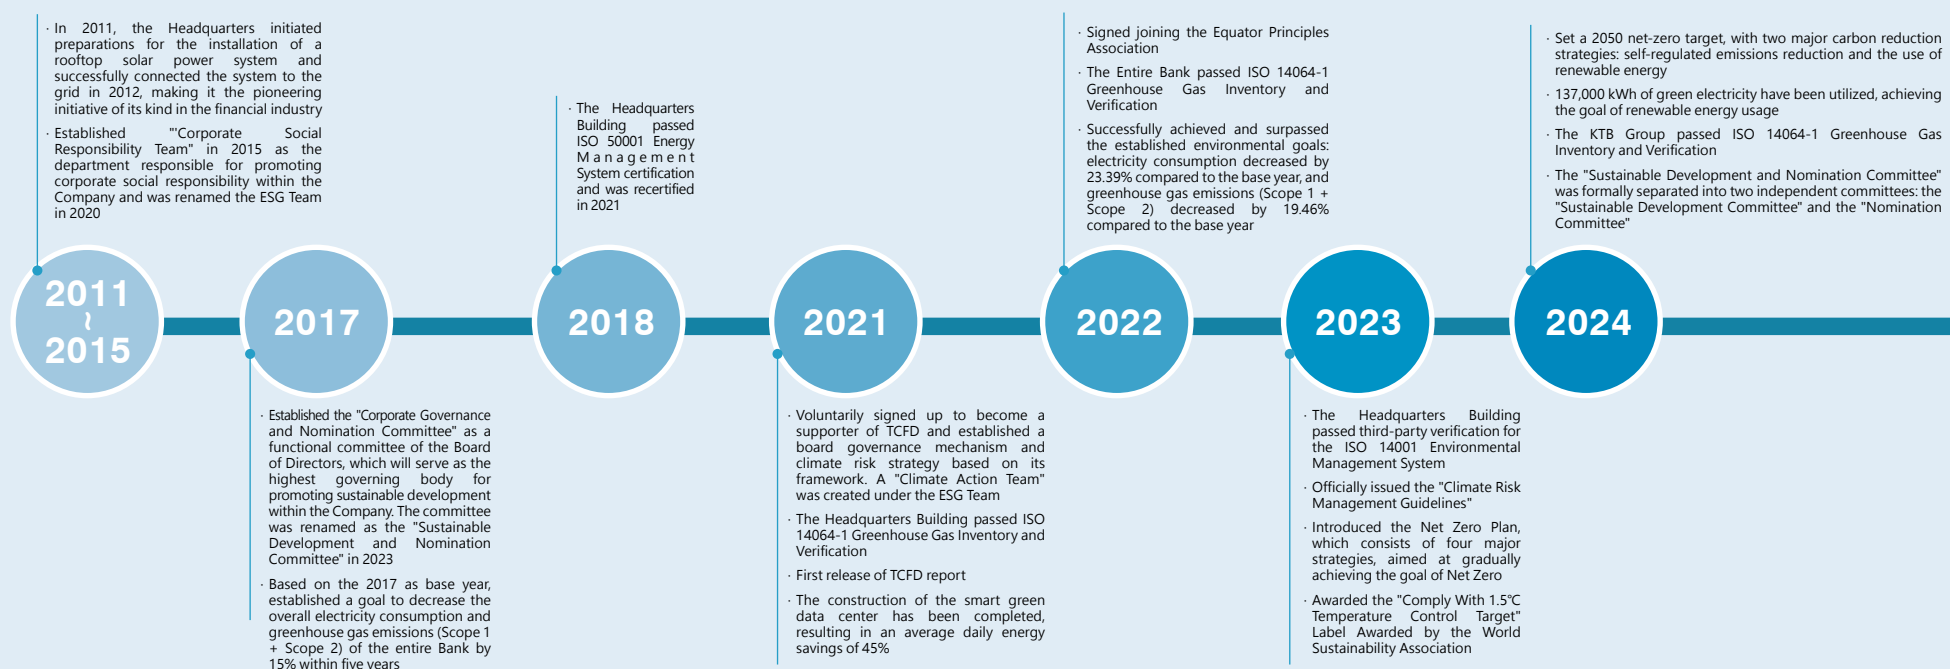 · In 2011, the Headquarters initiated
preparations for the installation of a
rooftop solar power system and
successfully connected the system to the
grid in 2012, making it the pioneering
initiative of its kind in the financial industry
· Established "'Corporate Social
Responsibility Team" in 2015 as the
department responsible for promoting
corporate social responsibility within the
Company and was renamed the ESG Team
in 2020
2011
~
2015
2017
· Established the "Corporate Governance
and Nomination Committee" as a
functional committee of the Board
of Directors, which will serve as the
highest governing body for
promoting sustainable development
within the Company. The committee
was renamed as the "Sustainable
Development and Nomination
Committee" in 2023
· Based on the 2017 as base year,
established a goal to decrease the
overall electricity consumption and
greenhouse gas emissions (Scope 1
+ Scope 2) of the entire Bank by
15% within five years
· The Headquarters
Building passed
ISO 50001 Energy
Management
System certification
and was recertified
in 2021
2018
2021
· Voluntarily signed up to become a
supporter of TCFD and established a
board governance mechanism and
climate risk strategy based on its
framework. A "Climate Action Team"
was created under the ESG Team
· The Headquarters Building passed ISO
14064-1 Greenhouse Gas Inventory and
Verification
· First release of TCFD report
· The construction of the smart green
data center has been completed,
resulting in an average daily energy
savings of 45%
· Signed joining the Equator Principles
Association
· The Entire Bank passed ISO 14064-1
Greenhouse Gas Inventory and
Verification
· Successfully achieved and surpassed
the established environmental goals:
electricity consumption decreased by
23.39% compared to the base year, and
greenhouse gas emissions (Scope 1 +
Scope 2) decreased by 19.46%
compared to the base year
2022
2023
· The Headquarters Building
passed third-party verification for
the ISO 14001 Environmental
Management System
· Officially issued the "Climate Risk
Management Guidelines"
· Introduced the Net Zero Plan,
which consists of four major
strategies, aimed at gradually
achieving the goal of Net Zero
· Awarded the "Comply With 1.5°C
Temperature Control Target"
Label Awarded by the World
Sustainability Association
· Set a 2050 net-zero target, with two major carbon reduction
strategies: self-regulated emissions reduction and the use of
renewable energy
· 137,000 kWh of green electricity have been utilized, achieving
the goal of renewable energy usage
· The KTB Group passed ISO 14064-1 Greenhouse Gas
Inventory and Verification
· The "Sustainable Development and Nomination Committee"
was formally separated into two independent committees: the
"Sustainable Development Committee" and the "Nomination
Committee"
2024